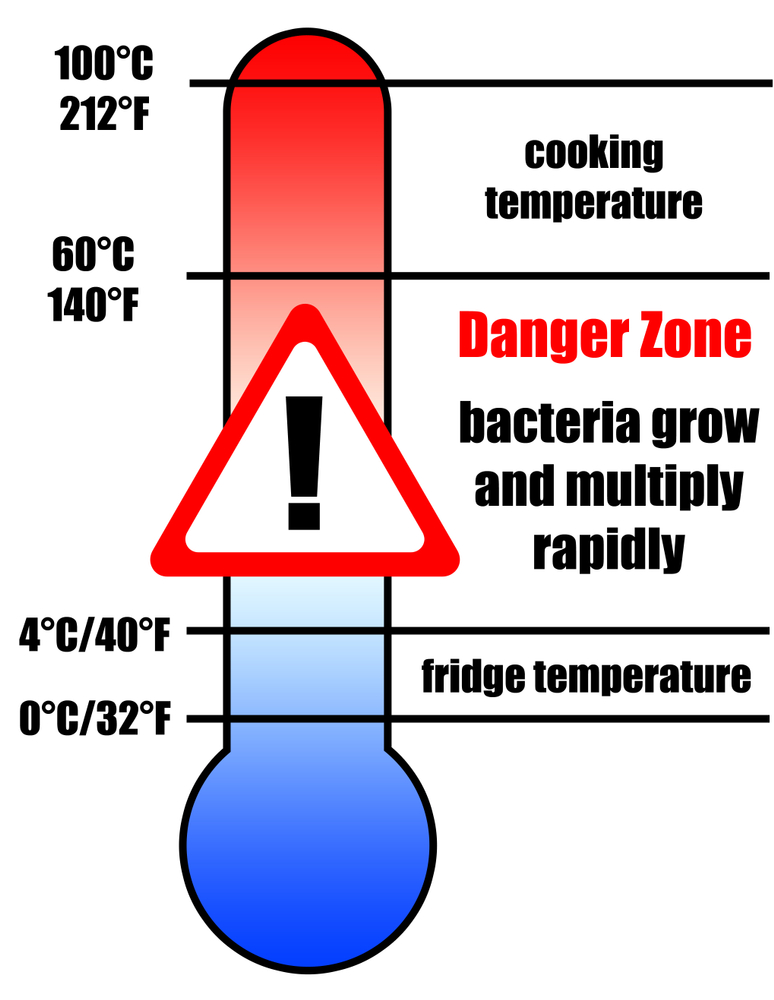 100°C
212°F
cooking
temperature
60°C
140°F
Danger Zone
!
bacteria grow
and multiply
rapidly
4°C/40°F
fridge temperature
0°C/32°F